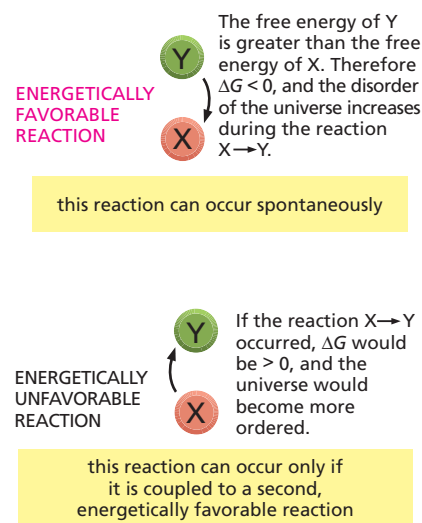 The free energy of Y
is greater than the free
energy of X. Therefore
ΔG < 0, and the disorder
of the universe increases
during the reaction
X→Y.
Y
X
ENERGETICALLY
FAVORABLE
REACTION
this reaction can occur spontaneously
Y
X
ENERGETICALLY
UNFAVORABLE
REACTION
If the reaction X→Y
occurred, ΔG would
be > 0, and the
universe would
become more
ordered.
this reaction can occur only if
it is coupled to a second,
energetically favorable reaction